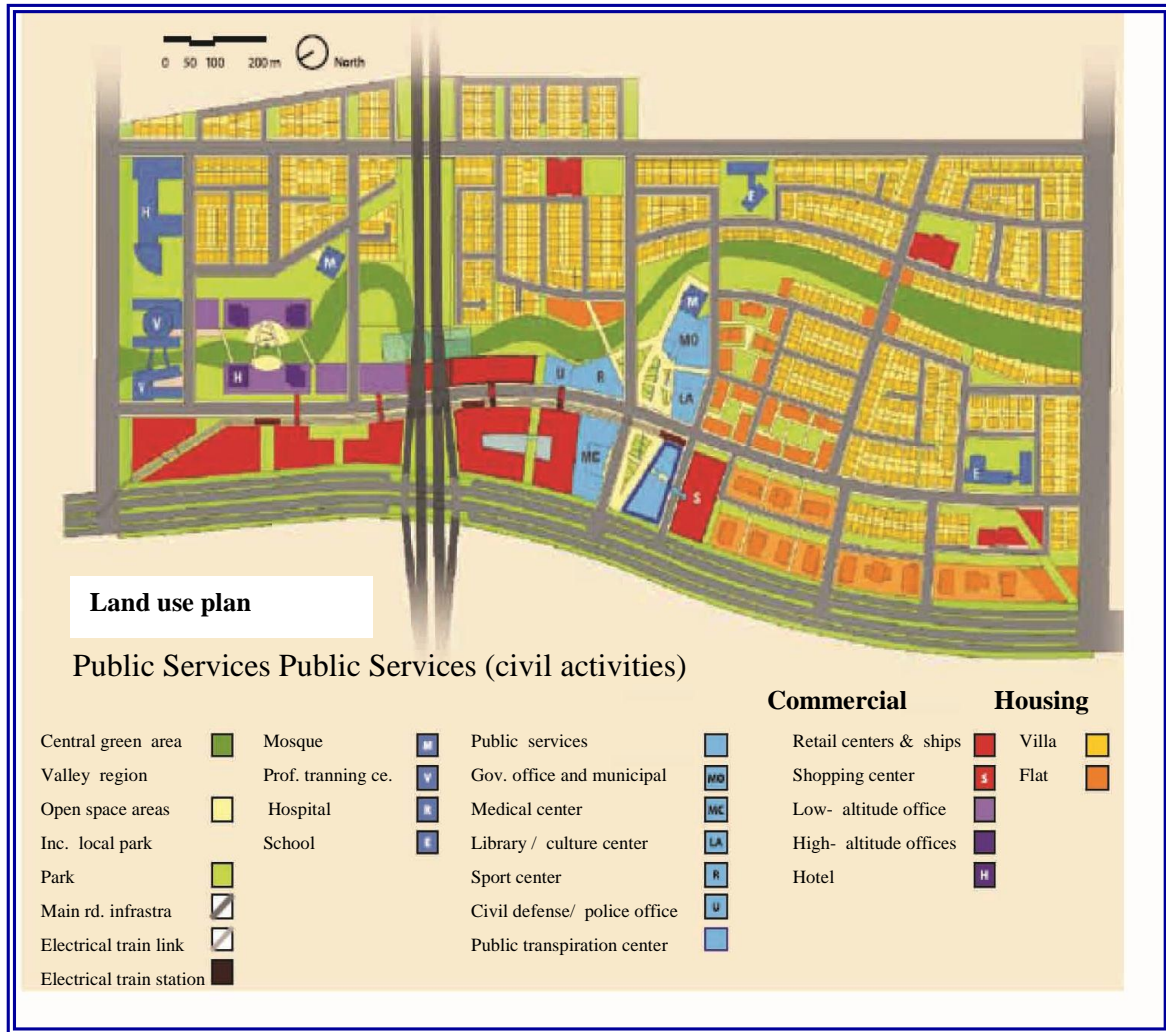 0 50 100 200m North
H
E
M
V
M
MO
H
U
R
V
LA
MC
E
S
Land use plan
Public Services Public Services (civil activities)
Commercial
Housing
Central green area
Mosque M
Public services
Retail centers & ships
Villa
Valley region
Prof. tranning ce. V
Gov. office and municipal MO
Shopping center S
Flat
Open space areas
Hospital
Medical center MC
Low- altitude office
Inc. local park
School E
Library / culture center LA
High- altitude offices
Park
Sport center R
Hotel H
Main rd. infrastra
Civil defense/ police office U
Electrical train link
Public transpiration center
Electrical train station